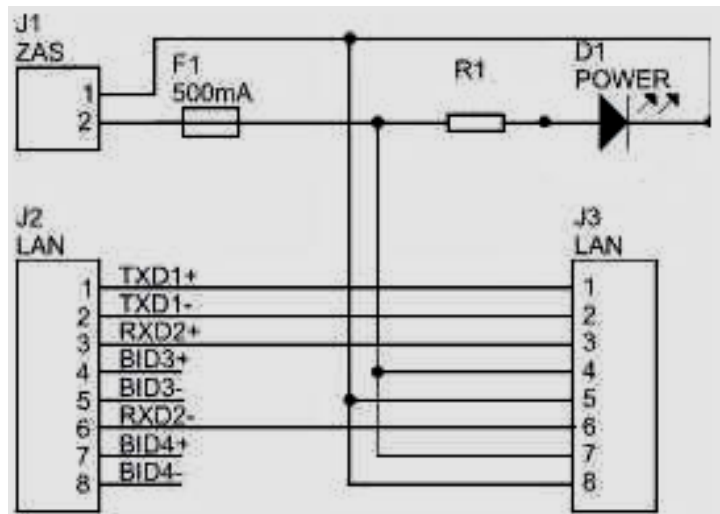 J1
ZAS
1
2
F1
500mA
R1
D1
POWER
J2
LAN
1 TXD1+
2 TXD1-
3 RXD2+
4 BID3+
5 BID3-
6 RXD2-
7 BID4+
8 BID4-
J3
LAN
1
2
3
4
5
6
7
8